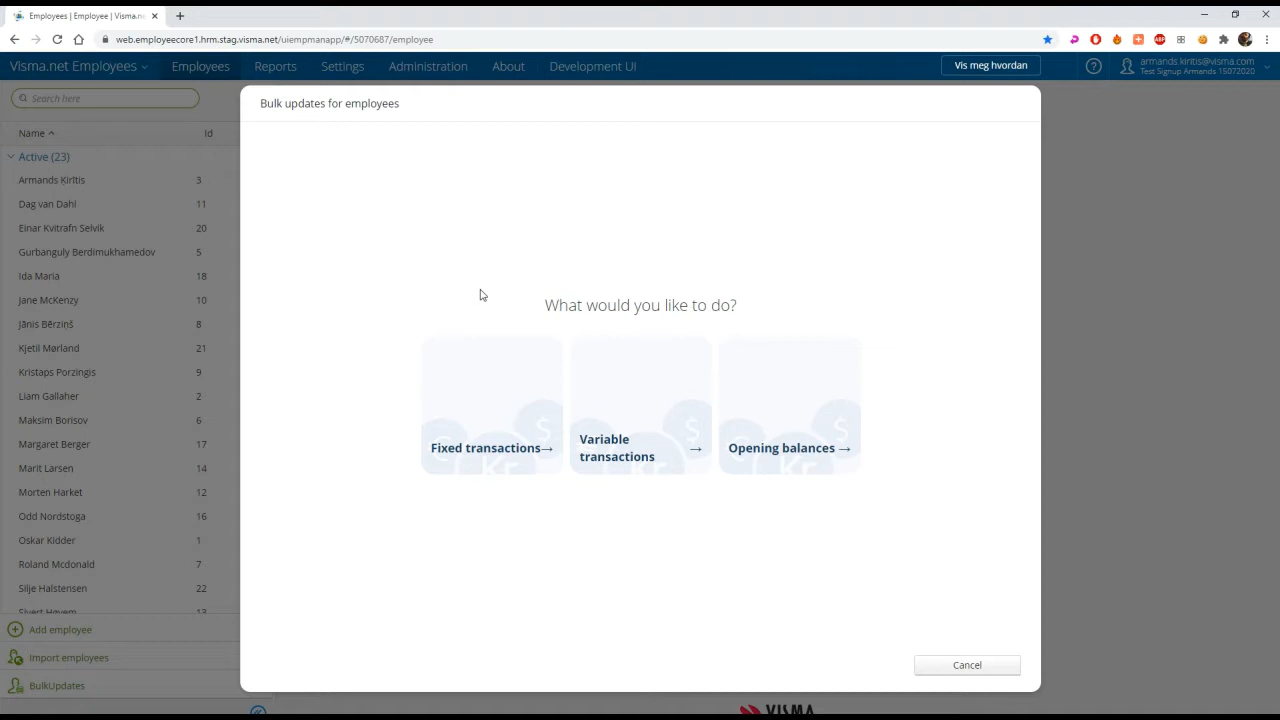 Employees | Employee | Visma.n
web.employeecore1.hrm.stag.visma.net/uiempmanapp/#/5070687/employee
Visma.net Employees
Employees
Reports
Settings
Administration
About
Development UI
Vis meg hvordan
armands.kiritis@visma.com
Test Signup Armands 15072020
Search here
Name
Id
Active (23)
Armands Ķirītis 3
Dag van Dahl 11
Einar Kvitrafn Selvik 20
Gurbanguly Berdimukhamedov 5
Ida Maria 18
Jane McKenzy 10
Jānis Bērziņš 8
Kjetil Mørland 21
Kristaps Porzingis 9
Liam Gallaher 2
Maksim Borisov 6
Margaret Berger 17
Marit Larsen 14
Morten Harket 12
Odd Nordstoga 16
Oskar Kidder 1
Roland Mcdonald 7
Silje Halstensen 22
Sivert Høyem 13
Add employee
Import employees
BulkUpdates
Bulk updates for employees
What would you like to do?
Fixed transactions→
Variable
transactions →
Opening balances →
Cancel
VISMA